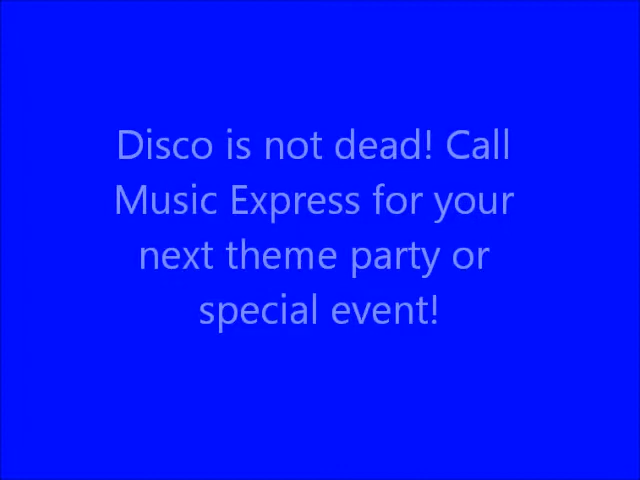 Disco is not dead! Call
Music Express for your
next theme party or
special event!